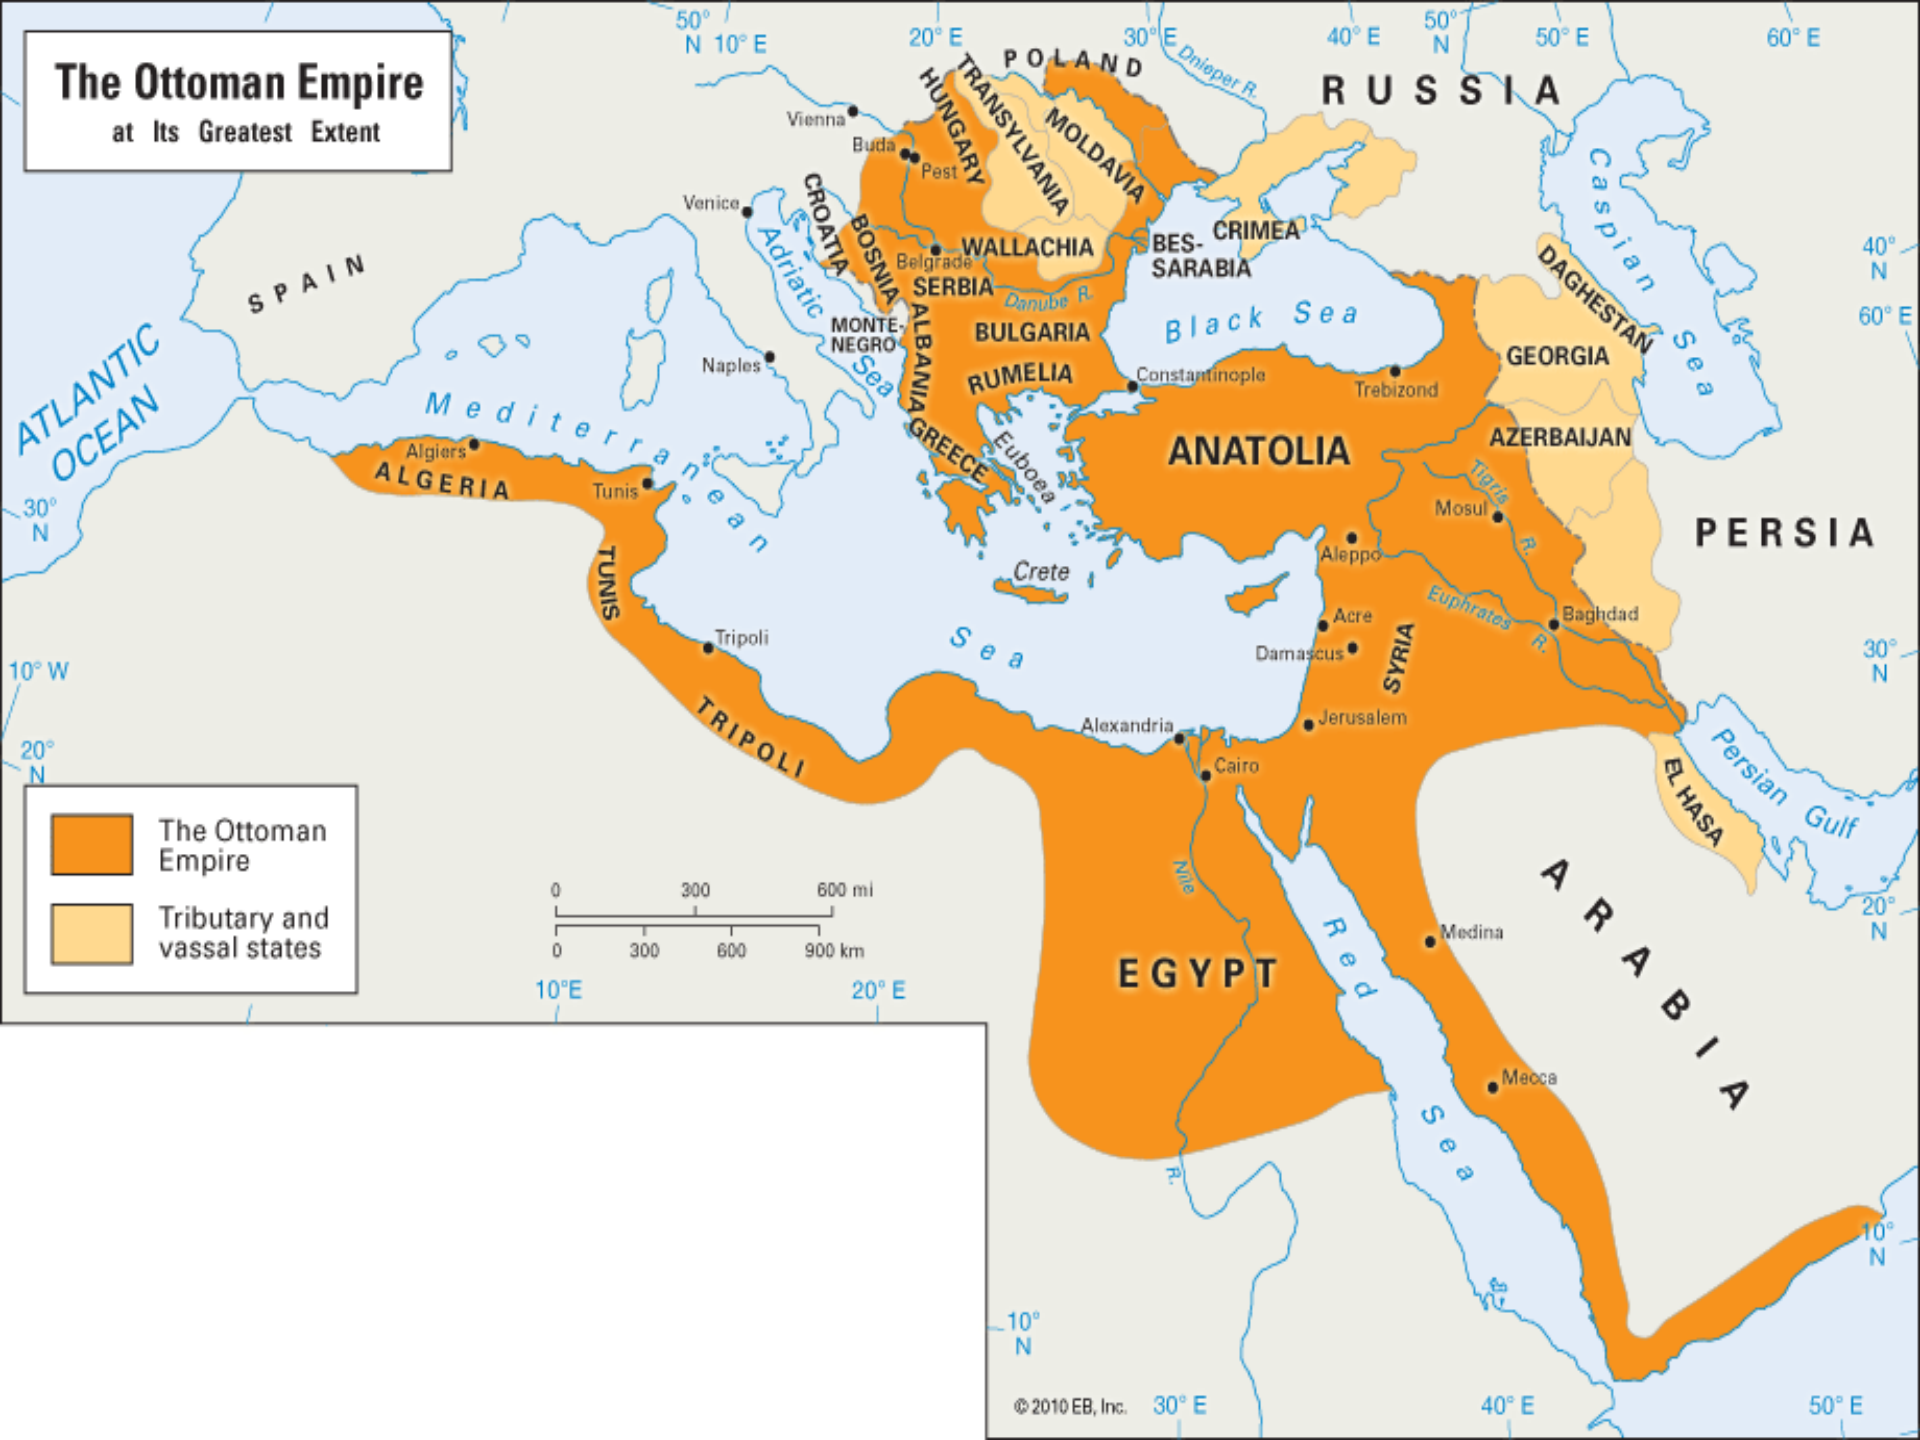 The Ottoman Empire
at Its Greatest Extent
50°
N
10° E
20° E
30° E
40° E
50°
N
50° E
60° E
POLAND
Dnieper R.
RUSSIA
Vienna
HUNGARY
TRANSYLVANIA
MOLDAVIA
Buda
Pest
Venice
CROATIA
BOSNIA
Adriatic
Sea
Belgrade
WALLACHIA
BES-
SARABIA
CRIMEA
Caspian
Sea
40°
N
SPAIN
SERBIA
Danube R.
DAGHESTAN
60° E
MONTE-
NEGRO
ALBANIA
BULGARIA
Black Sea
GEORGIA
ATLANTIC
OCEAN
Naples
RUMELIA
Constantinople
Trebizond
Mediterranean
Sea
GREECE
Euboea
ANATOLIA
AZERBAIJAN
Algiers
ALGERIA
Tunis
Tigris
R.
Mosul
30°
N
PERSIA
Aleppo
TUNIS
Crete
Euphrates
R.
Baghdad
Acre
Tripoli
Damascus
SYRIA
30°
N
10° W
TRIPOLI
Alexandria
Jerusalem
Persian Gulf
20°
N
Cairo
EL HASA
The Ottoman
Empire
Tributary and
vassal states
0 300 600 mi
0 300 600 900 km
Nile
R.
Red
Sea
ARABIA
20°
N
Medina
EGYPT
10°E
20° E
Mecca
10°
N
10°
N
© 2010 EB, Inc.
30° E
40° E
50° E